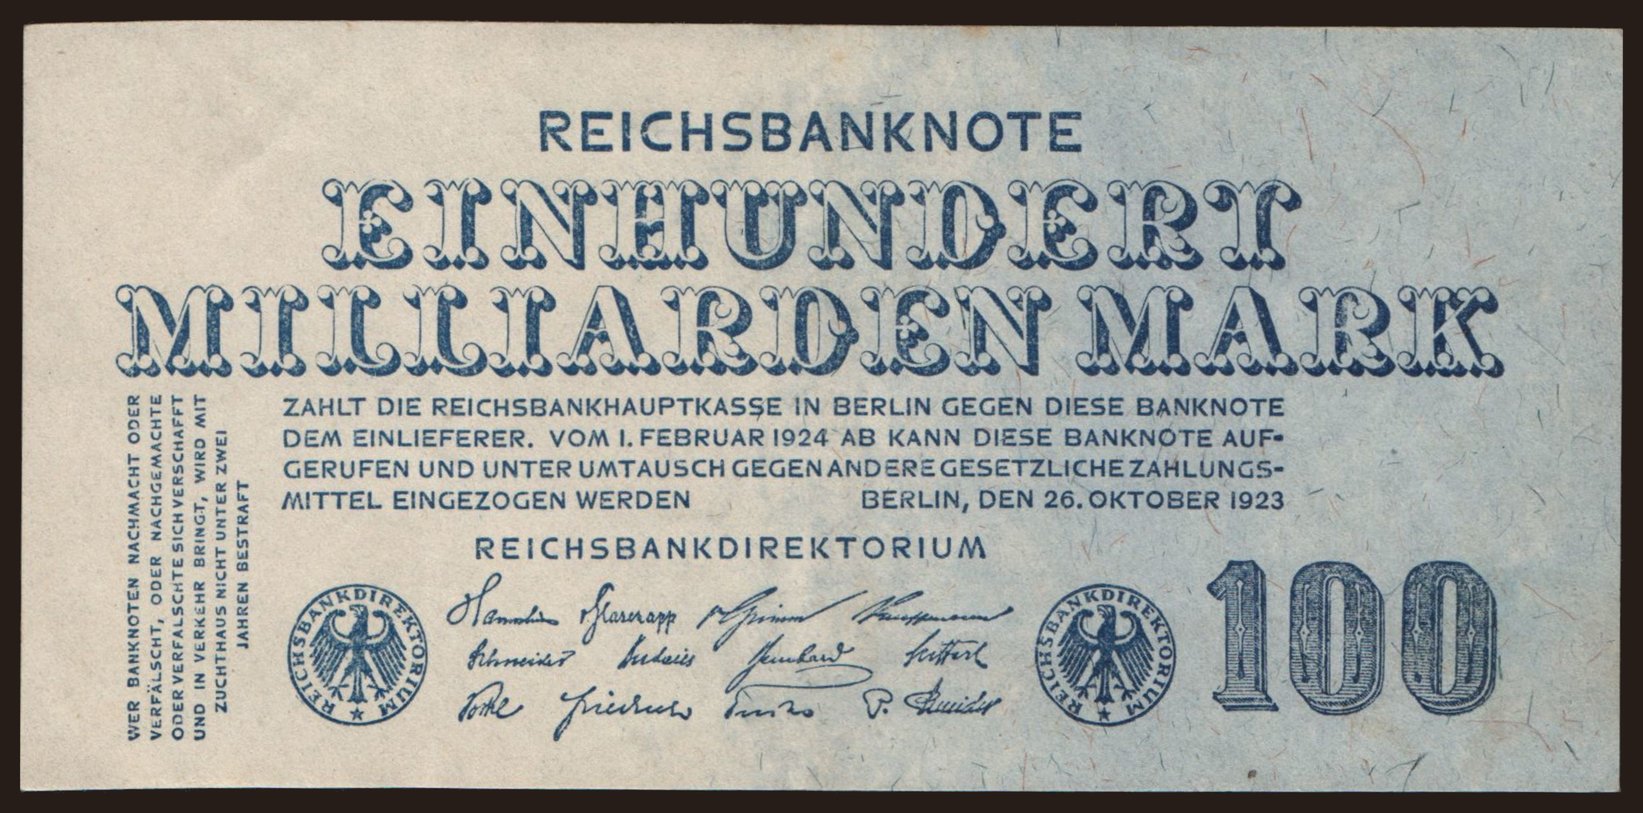 REICHSBANKNOTE
EINHUNDERT
MILLIARDEN MARK
ZAHLT DIE REICHSBANKHAUPTKASSE IN BERLIN GEGEN DIESE BANKNOTE
DEM EINLIEFERER. VOM 1. FEBRUAR 1924 AB KANN DIESE BANKNOTE AUF-
GERUFEN UND UNTER UMTAUSCH GEGEN ANDERE GESETZLICHE ZAHLUNGS-
MITTEL EINGEZOGEN WERDEN BERLIN, DEN 26. OKTOBER 1923
REICHSBANKDIREKTORIUM
WER BANKNOTEN NACHMACHT ODER
VERFÄLSCHT, ODER NACHGEMACHTE
ODER VERFÄLSCHTE SICH VERSCHAFFT
UND IN VERKEHR BRINGT, WIRD MIT
ZUCHTHAUS NICHT UNTER ZWEI
JAHREN BESTRAFT
REICHSBANKDIREKTORIUM
Schneider
Friedrich
P. Schneider
REICHSBANKDIREKTORIUM
100